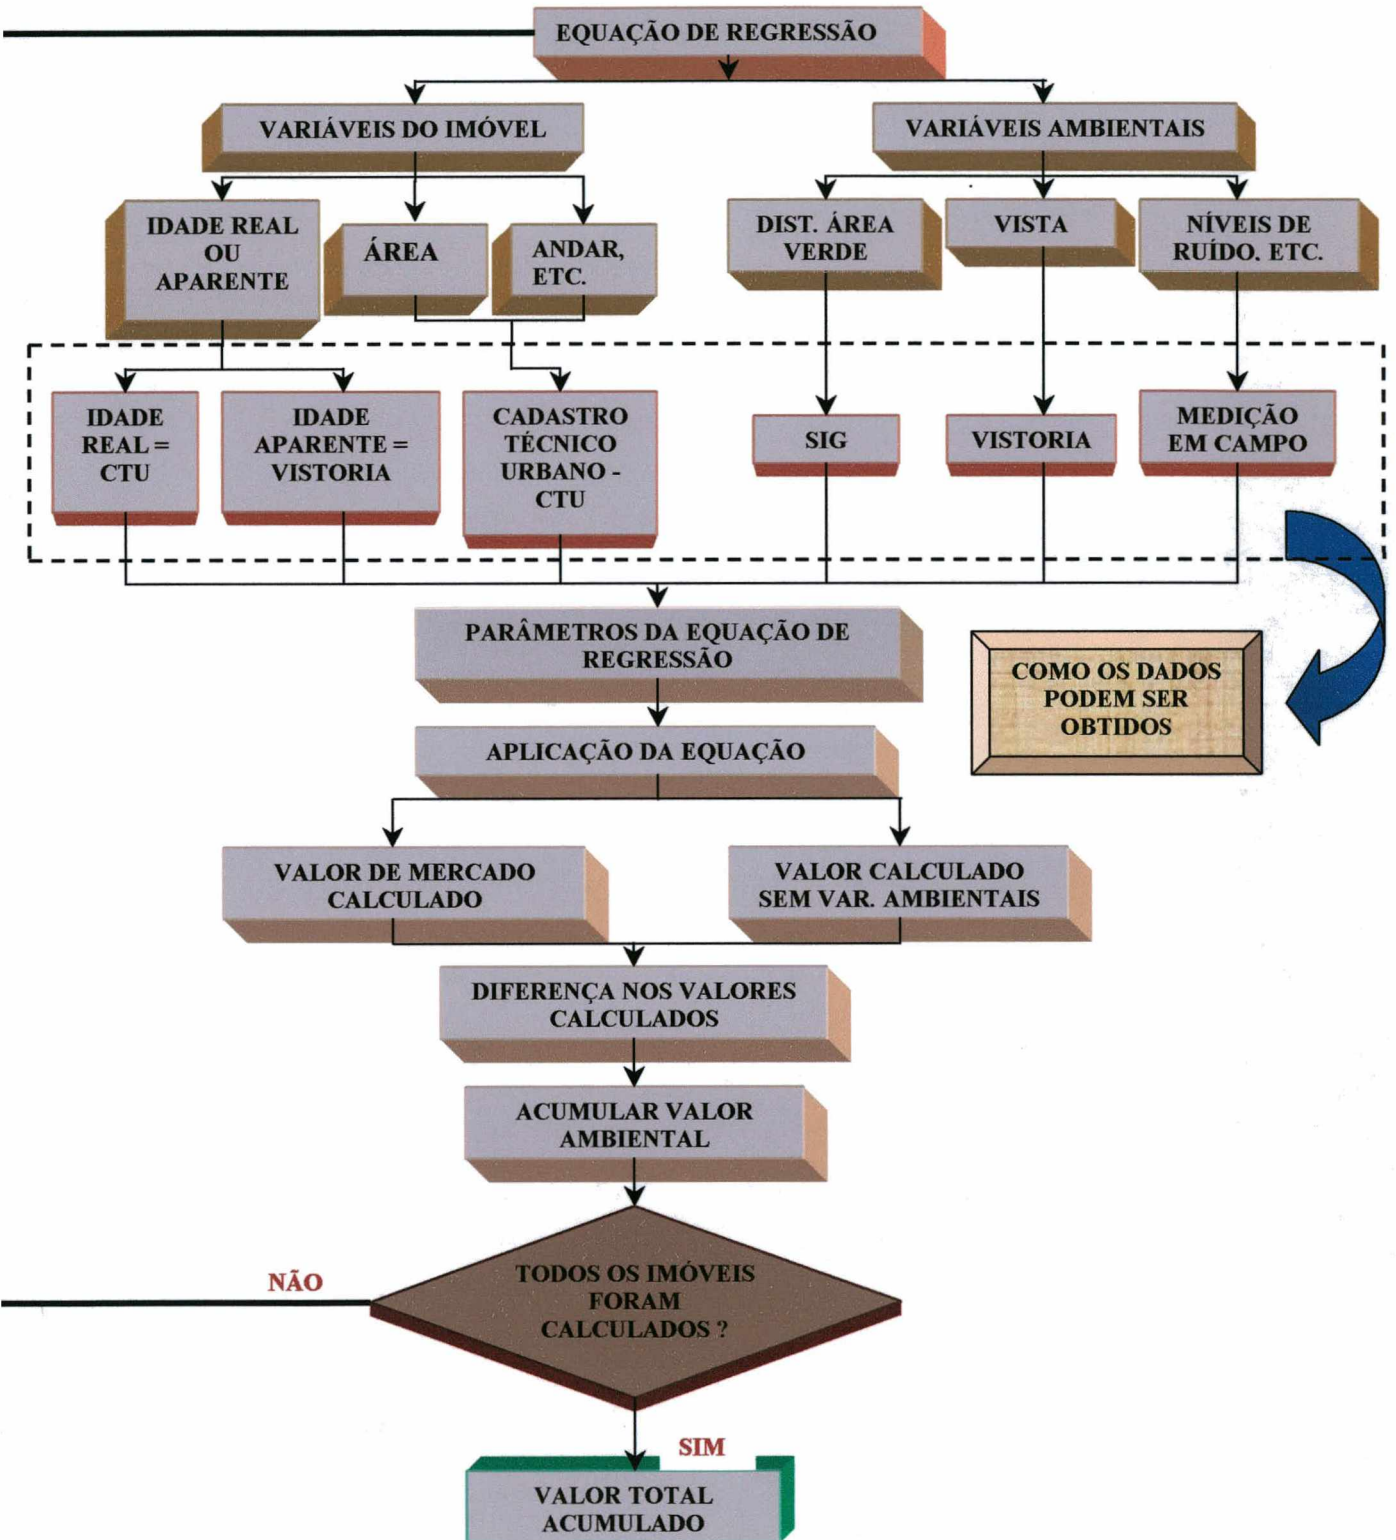 EQUAÇÃO DE REGRESSÃO
VARIÁVEIS DO IMÓVEL
VARIÁVEIS AMBIENTAIS
IDADE REAL
OU
APARENTE
ÁREA
ANDAR,
ETC.
DIST. ÁREA
VERDE
VISTA
NÍVEIS DE
RUÍDO, ETC.
IDADE
REAL =
CTU
IDADE
APARENTE =
VISTORIA
CADASTRO
TÉCNICO
URBANO -
CTU
SIG
VISTORIA
MEDIÇÃO
EM CAMPO
PARÂMETROS DA EQUAÇÃO DE
REGRESSÃO
COMO OS DADOS
PODEM SER
OBTIDOS
APLICAÇÃO DA EQUAÇÃO
VALOR DE MERCADO
CALCULADO
VALOR CALCULADO
SEM VAR. AMBIENTAIS
DIFERENÇA NOS VALORES
CALCULADOS
ACUMULAR VALOR
AMBIENTAL
NÃO
TODOS OS IMÓVEIS
FORAM
CALCULADOS ?
SIM
VALOR TOTAL
ACUMULADO